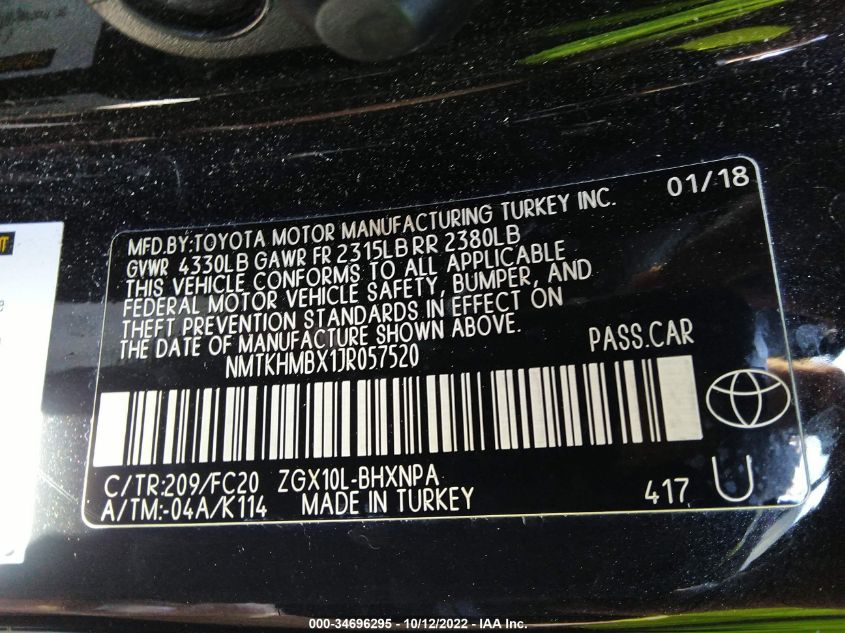 01/18
MFD.BY:TOYOTA MOTOR MANUFACTURING TURKEY INC.
GVWR 4330LB GAWR FR 2315LB RR 2380LB
THIS VEHICLE CONFORMS TO ALL APPLICABLE
FEDERAL MOTOR VEHICLE SAFETY, BUMPER, AND
THEFT PREVENTION STANDARDS IN EFFECT ON
THE DATE OF MANUFACTURE SHOWN ABOVE.
NMTKHMBX1JR057520 PASS.CAR
C/TR:209/FC20 ZGX10L-BHXNPA
A/TM:-04A/K114 MADE IN TURKEY 417 U
000-34696295 - 10/12/2022 - IAA Inc.